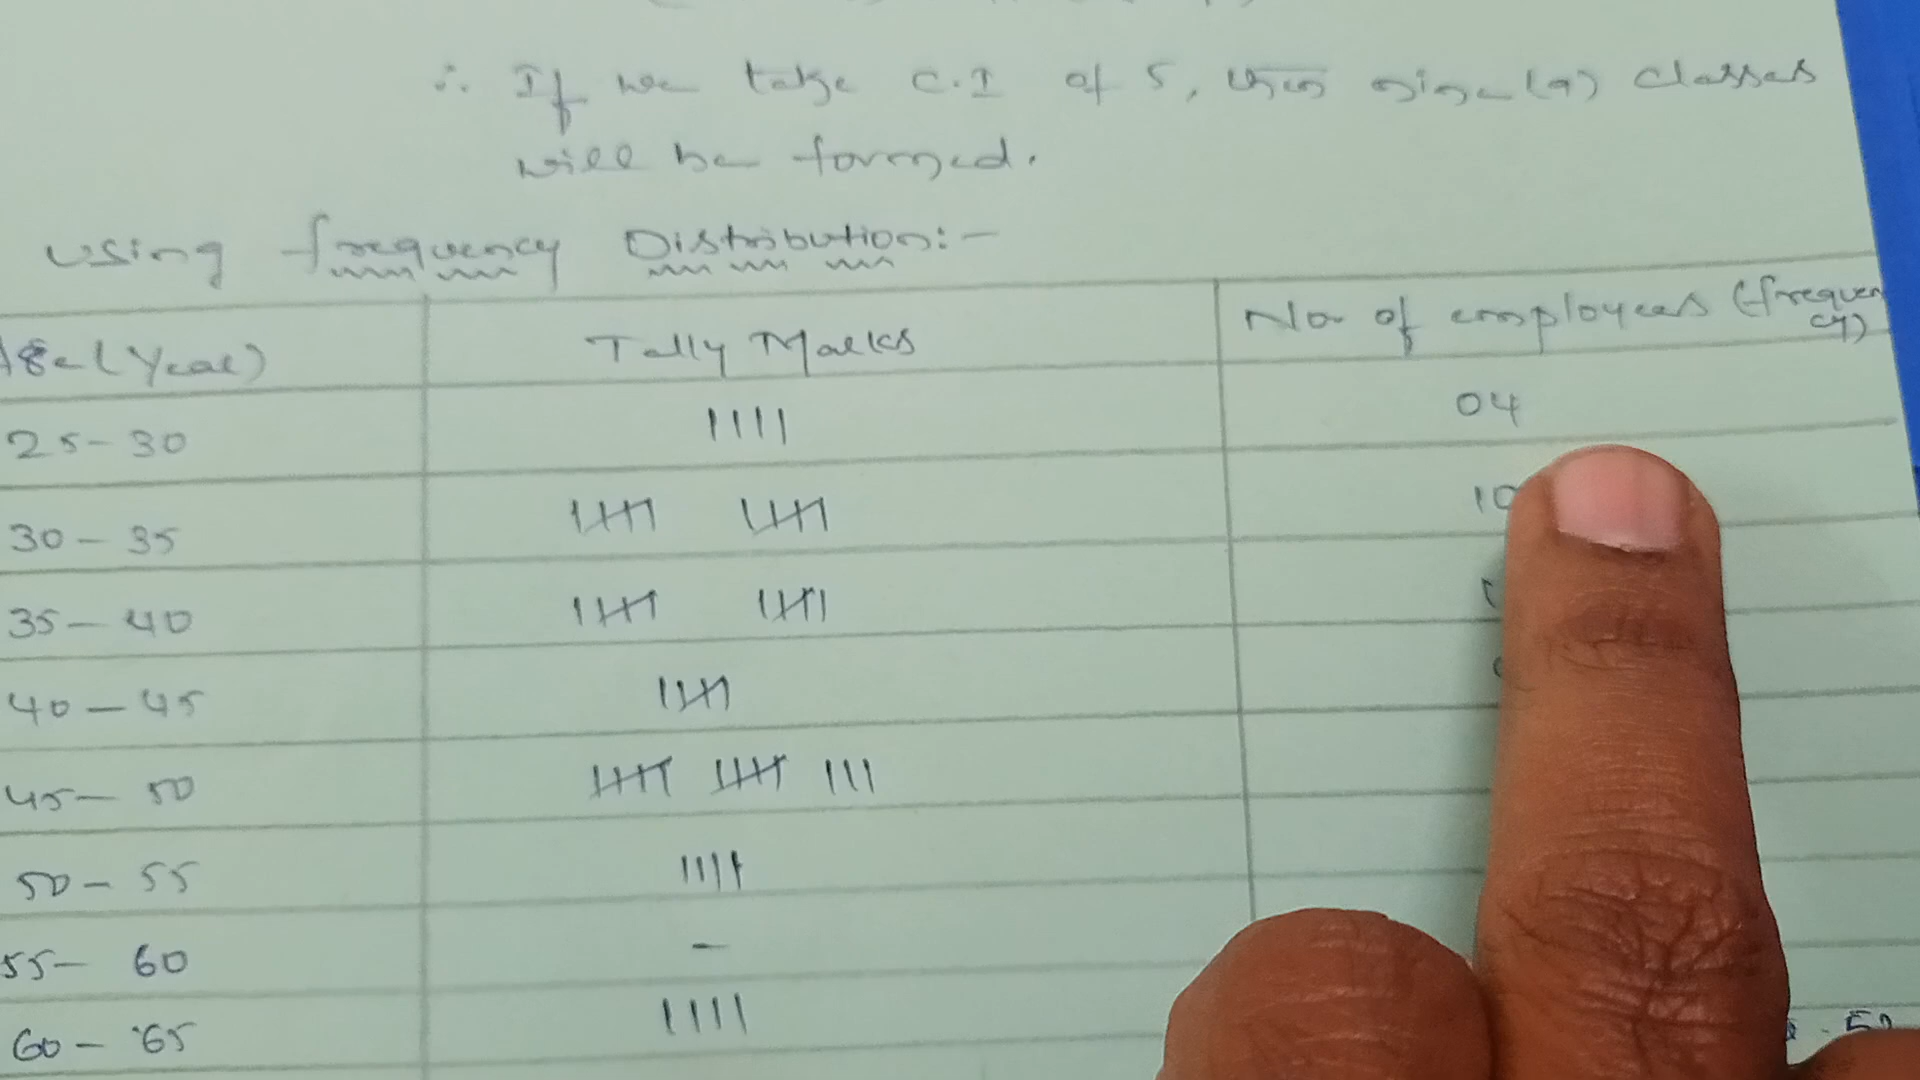 ∴ If we take C.I of 5, then nine (9) classes
will be formed.
Using frequency Distribution:-
Age (Year) Tally Marks No. of employees (frequency)
25-30 |||| 04
30-35 𝍸 𝍸 10
35-40 𝍸 𝍸
40-45 𝍸
45-50 𝍸 𝍸 |||
50-55 ||||
55-60 -
60-65 ||||